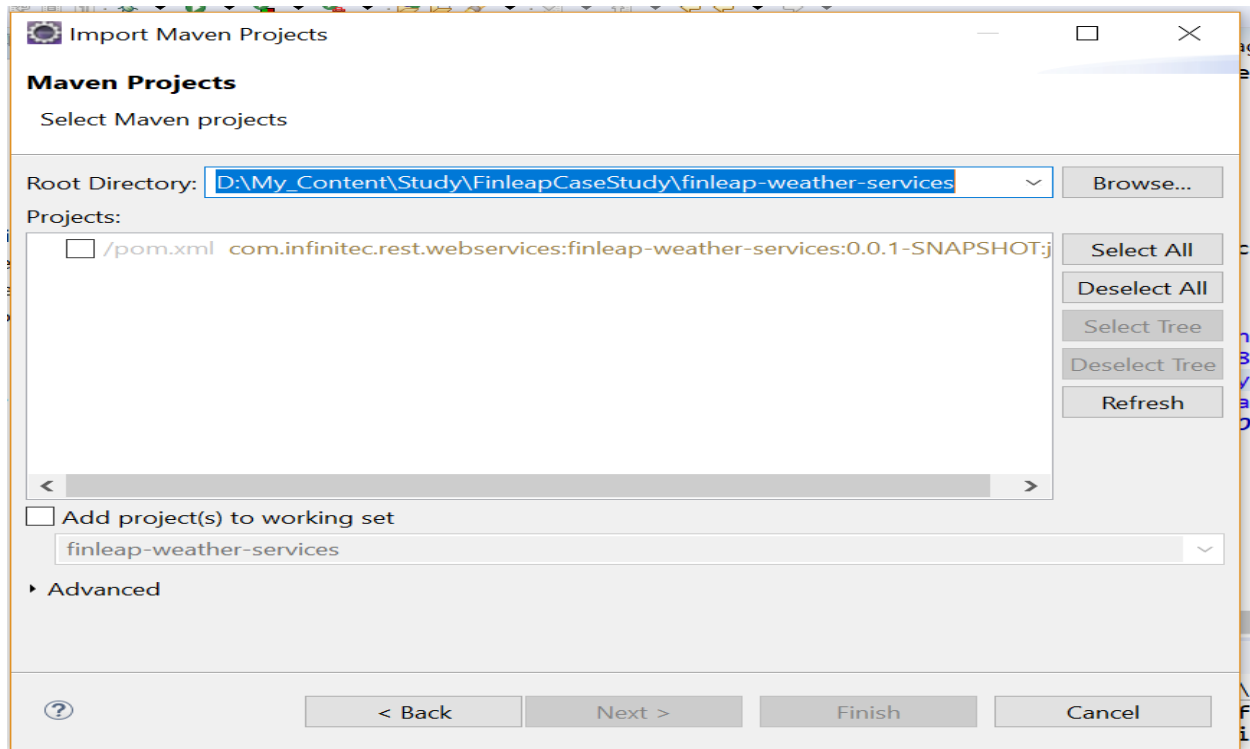 Import Maven Projects
Maven Projects
Select Maven projects
Root Directory: D:\My_Content\Study\FinleapCaseStudy\finleap-weather-services Browse...
Projects:
/pom.xml com.infinitec.rest.webservices:finleap-weather-services:0.0.1-SNAPSHOT:j
Select All
Deselect All
Select Tree
Deselect Tree
Refresh
Add project(s) to working set
finleap-weather-services
Advanced
< Back Next > Finish Cancel